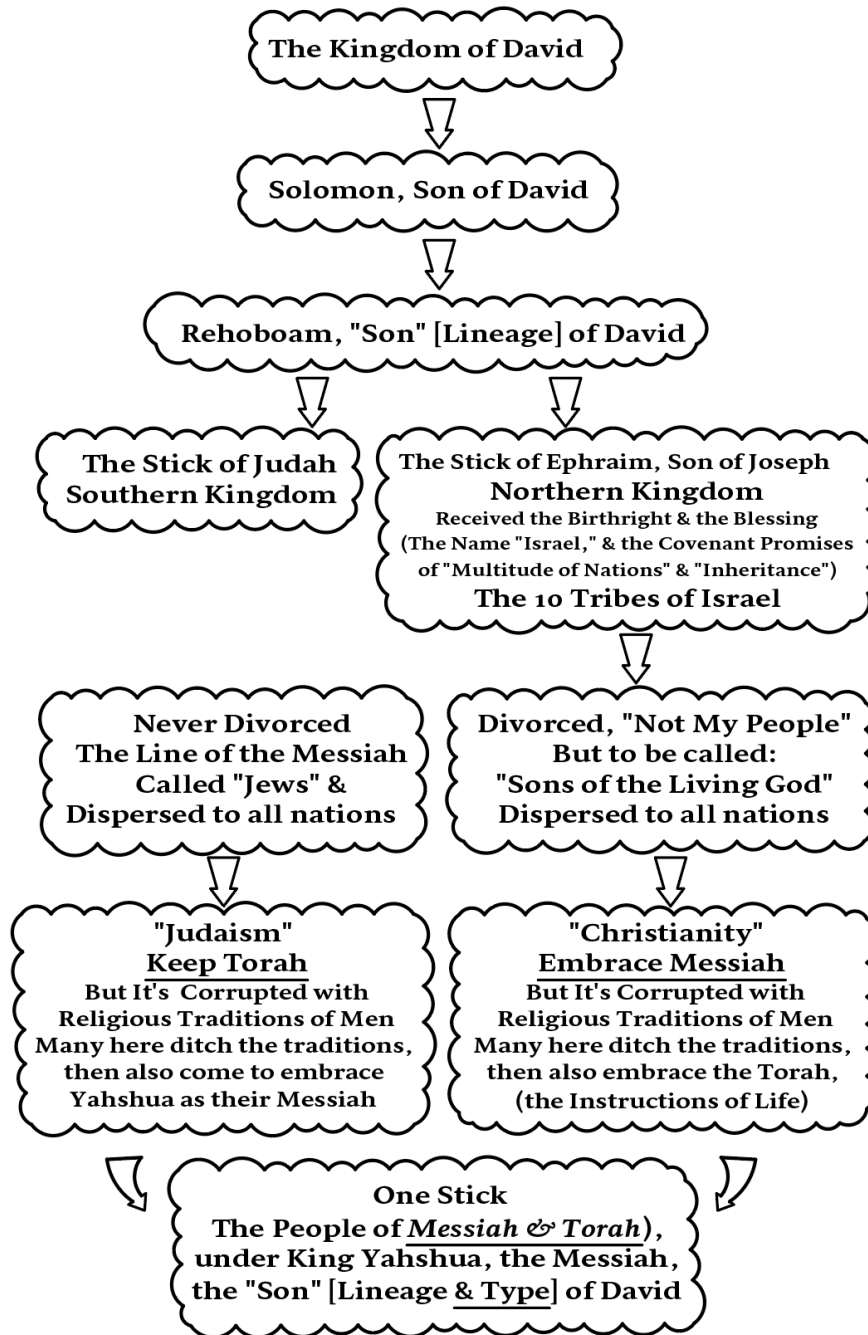 The Kingdom of David
Solomon, Son of David
Rehoboam, "Son" [Lineage] of David
The Stick of Judah
Southern Kingdom
The Stick of Ephraim, Son of Joseph
Northern Kingdom
Received the Birthright & the Blessing
(The Name "Israel," & the Covenant Promises
of "Multitude of Nations" & "Inheritance")
The 10 Tribes of Israel
Never Divorced
The Line of the Messiah
Called "Jews" &
Dispersed to all nations
Divorced, "Not My People"
But to be called:
"Sons of the Living God"
Dispersed to all nations
"Judaism"
Keep Torah
But It's Corrupted with
Religious Traditions of Men
Many here ditch the traditions,
then also come to embrace
Yahshua as their Messiah
"Christianity"
Embrace Messiah
But It's Corrupted with
Religious Traditions of Men
Many here ditch the traditions,
then also embrace the Torah,
(the Instructions of Life)
One Stick
The People of Messiah & Torah),
under King Yahshua, the Messiah,
the "Son" [Lineage & Type] of David